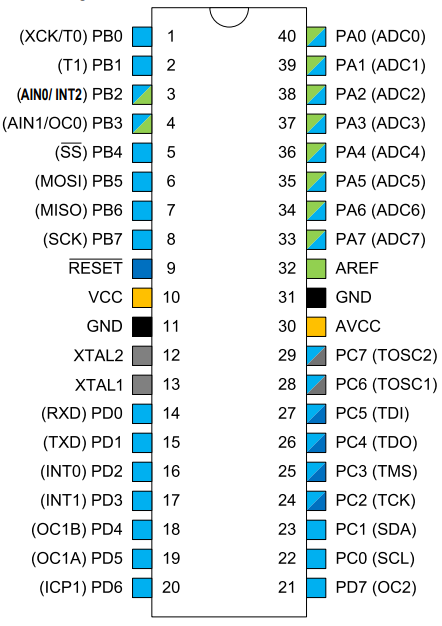 (XCK/T0) PB0 1 40 PA0 (ADC0)
(T1) PB1 2 39 PA1 (ADC1)
(AIN0/ INT2) PB2 3 38 PA2 (ADC2)
(AIN1/OC0) PB3 4 37 PA3 (ADC3)
(SS) PB4 5 36 PA4 (ADC4)
(MOSI) PB5 6 35 PA5 (ADC5)
(MISO) PB6 7 34 PA6 (ADC6)
(SCK) PB7 8 33 PA7 (ADC7)
RESET 9 32 AREF
VCC 10 31 GND
GND 11 30 AVCC
XTAL2 12 29 PC7 (TOSC2)
XTAL1 13 28 PC6 (TOSC1)
(RXD) PD0 14 27 PC5 (TDI)
(TXD) PD1 15 26 PC4 (TDO)
(INT0) PD2 16 25 PC3 (TMS)
(INT1) PD3 17 24 PC2 (TCK)
(OC1B) PD4 18 23 PC1 (SDA)
(OC1A) PD5 19 22 PC0 (SCL)
(ICP1) PD6 20 21 PD7 (OC2)